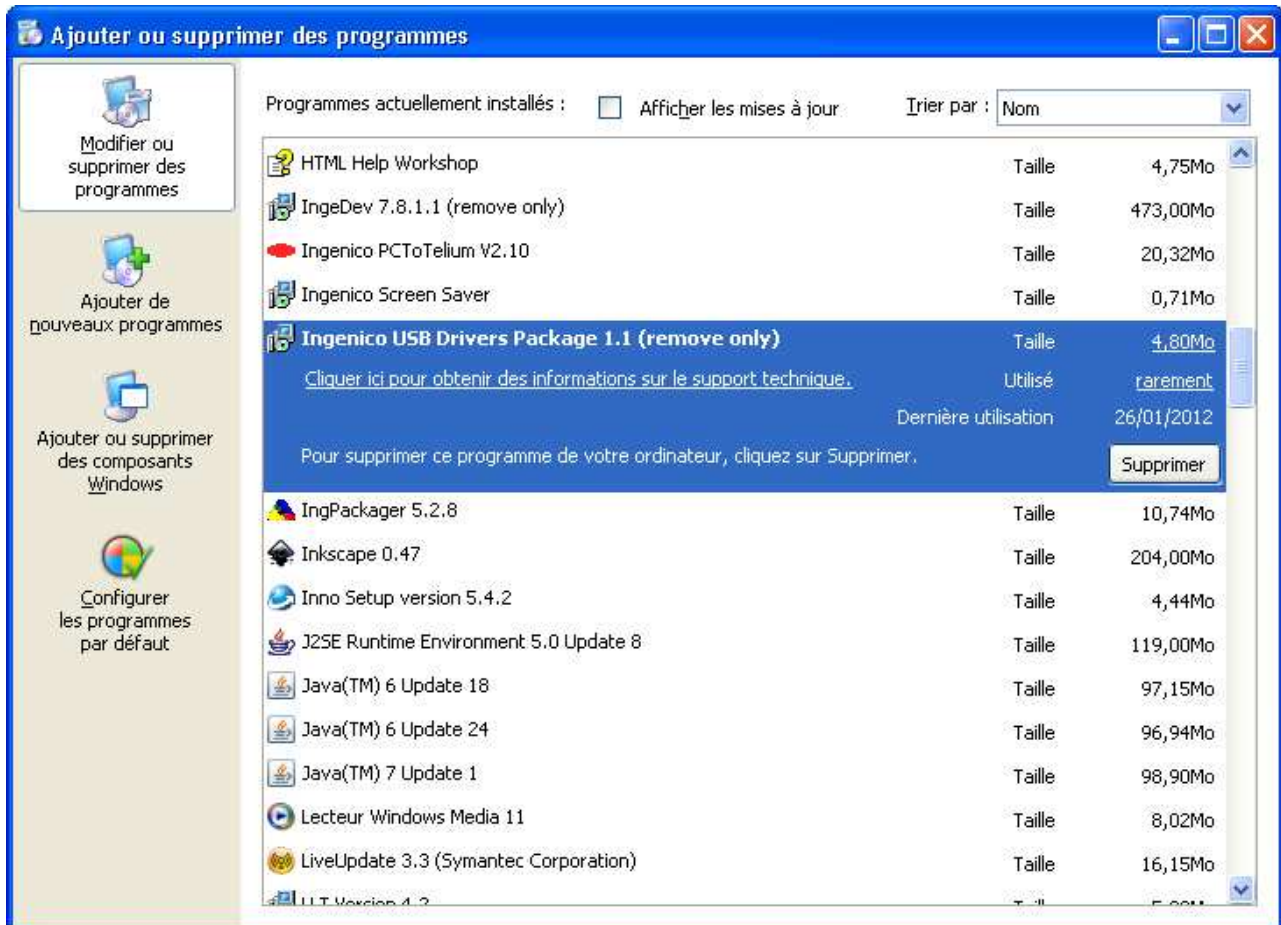 Ajouter ou supprimer des programmes
Modifier ou
supprimer des
programmes
Ajouter de
nouveaux programmes
Ajouter ou supprimer
des composants
Windows
Configurer
les programmes
par défaut
Programmes actuellement installés : Afficher les mises à jour Trier par : Nom
HTML Help Workshop Taille 4,75Mo
IngeDev 7.8.1.1 (remove only) Taille 473,00Mo
Ingenico PCToTelium V2.10 Taille 20,32Mo
Ingenico Screen Saver Taille 0,71Mo
Ingenico USB Drivers Package 1.1 (remove only) Taille 4,80Mo
Cliquer ici pour obtenir des informations sur le support technique. Utilisé rarement
Dernière utilisation 26/01/2012
Pour supprimer ce programme de votre ordinateur, cliquez sur Supprimer. Supprimer
IngPackager 5.2.8 Taille 10,74Mo
Inkscape 0.47 Taille 204,00Mo
Inno Setup version 5.4.2 Taille 4,44Mo
J2SE Runtime Environment 5.0 Update 8 Taille 119,00Mo
Java(TM) 6 Update 18 Taille 97,15Mo
Java(TM) 6 Update 24 Taille 96,94Mo
Java(TM) 7 Update 1 Taille 98,90Mo
Lecteur Windows Media 11 Taille 8,02Mo
LiveUpdate 3.3 (Symantec Corporation) Taille 16,15Mo